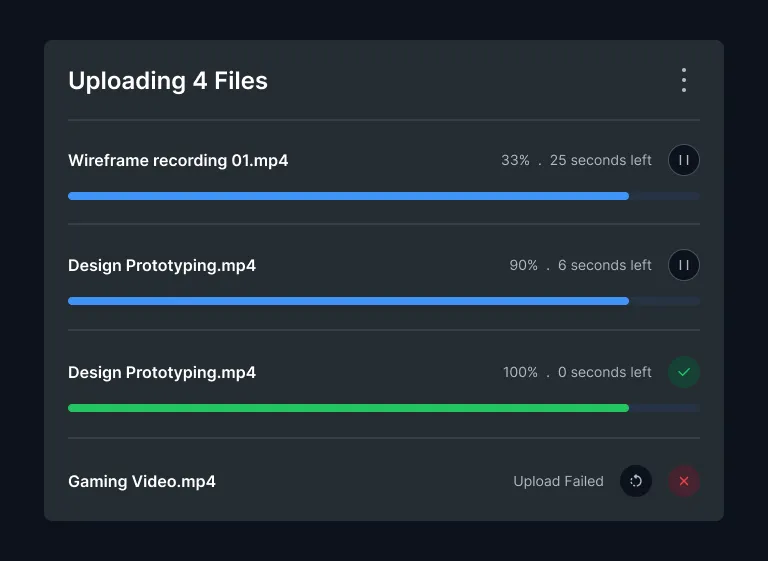 Uploading 4 Files
Wireframe recording 01.mp4 33% . 25 seconds left
Design Prototyping.mp4 90% . 6 seconds left
Design Prototyping.mp4 100% . 0 seconds left
Gaming Video.mp4 Upload Failed